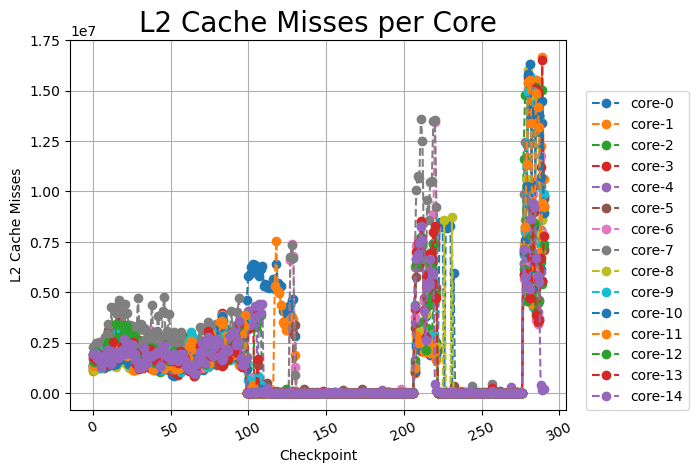 L2 Cache Misses per Core
1e7
1.75
1.50
1.25
1.00
0.75
0.50
0.25
0.00
L2 Cache Misses
0 50 100 150 200 250 300
Checkpoint
core-0
core-1
core-2
core-3
core-4
core-5
core-6
core-7
core-8
core-9
core-10
core-11
core-12
core-13
core-14